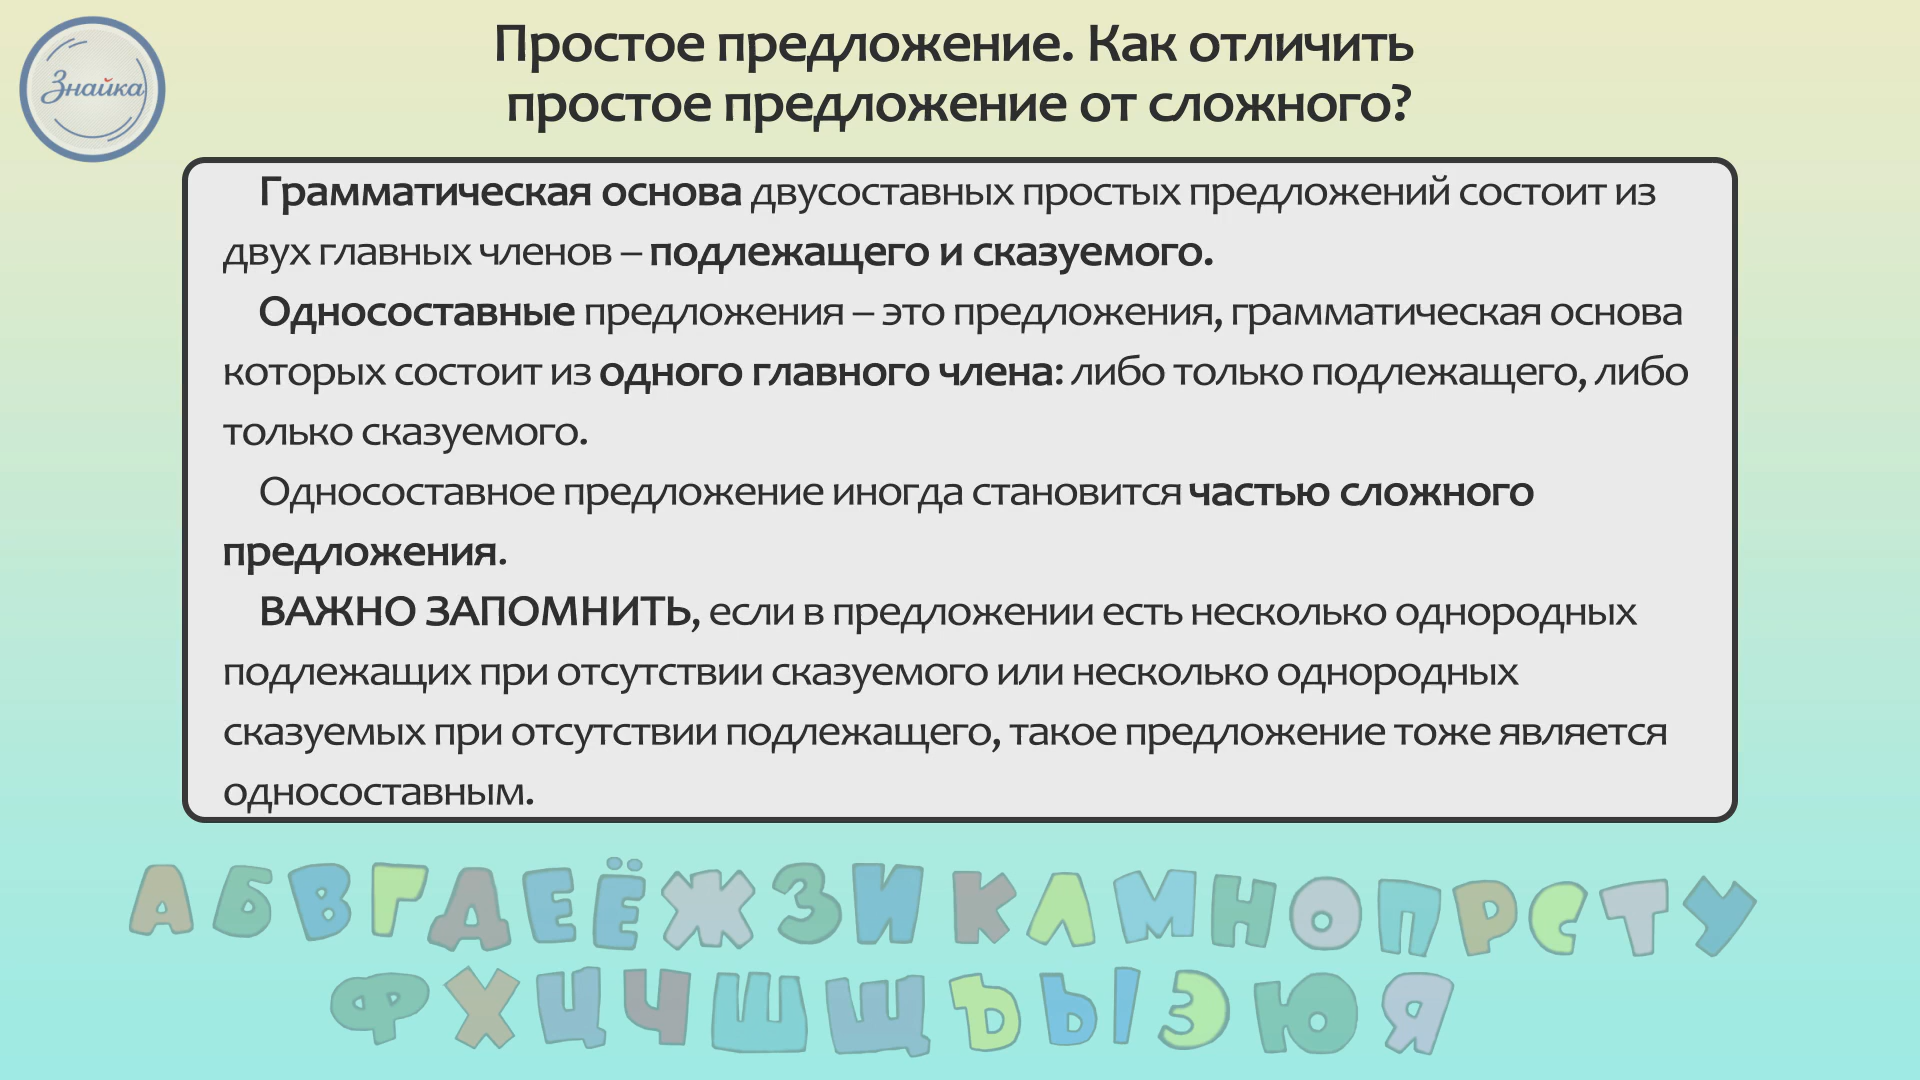 Знайка
Простое предложение. Как отличить
простое предложение от сложного?
Грамматическая основа двусоставных простых предложений состоит из
двух главных членов – подлежащего и сказуемого.
Односоставные предложения – это предложения, грамматическая основа
которых состоит из одного главного члена: либо только подлежащего, либо
только сказуемого.
Односоставное предложение иногда становится частью сложного
предложения.
ВАЖНО ЗАПОМНИТЬ, если в предложении есть несколько однородных
подлежащих при отсутствии сказуемого или несколько однородных
сказуемых при отсутствии подлежащего, такое предложение тоже является
односоставным.
А Б В Г Д Е Ё Ж З И К Л М Н О П Р С Т У
Ф Х Ц Ч Ш Щ Ъ Ы Э Ю Я